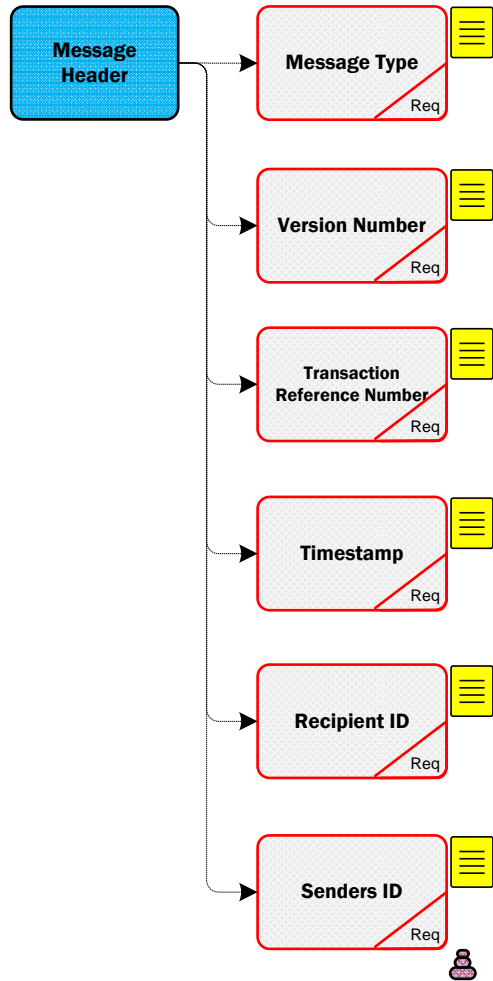 Message
Header
Message Type
Req
Version Number
Req
Transaction
Reference Number
Req
Timestamp
Req
Recipient ID
Req
Senders ID
Req